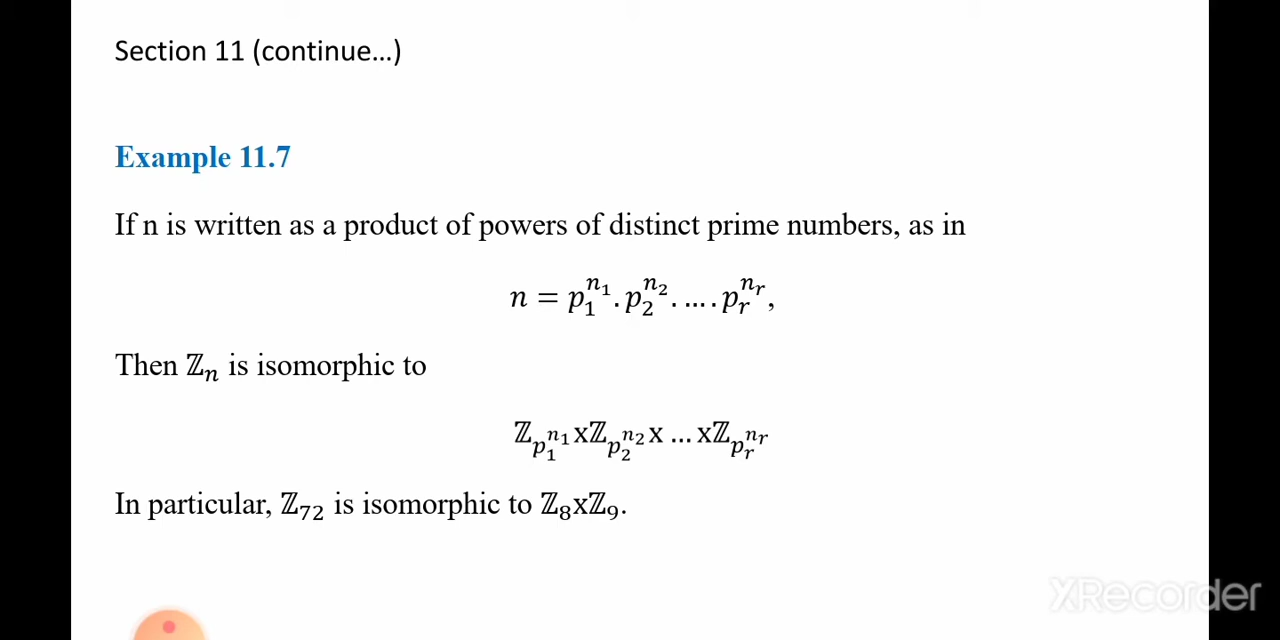 Section 11 (continue...)
Example 11.7
If n is written as a product of powers of distinct prime numbers, as in
n = p₁^{n₁}. p₂^{n₂}. .... p_r^{n_r},
Then ℤₙ is isomorphic to
ℤ_{p₁^{n₁}}xℤ_{p₂^{n₂}}x ... xℤ_{p_r^{n_r}}
In particular, ℤ₇₂ is isomorphic to ℤ₈xℤ₉.
XRecorder